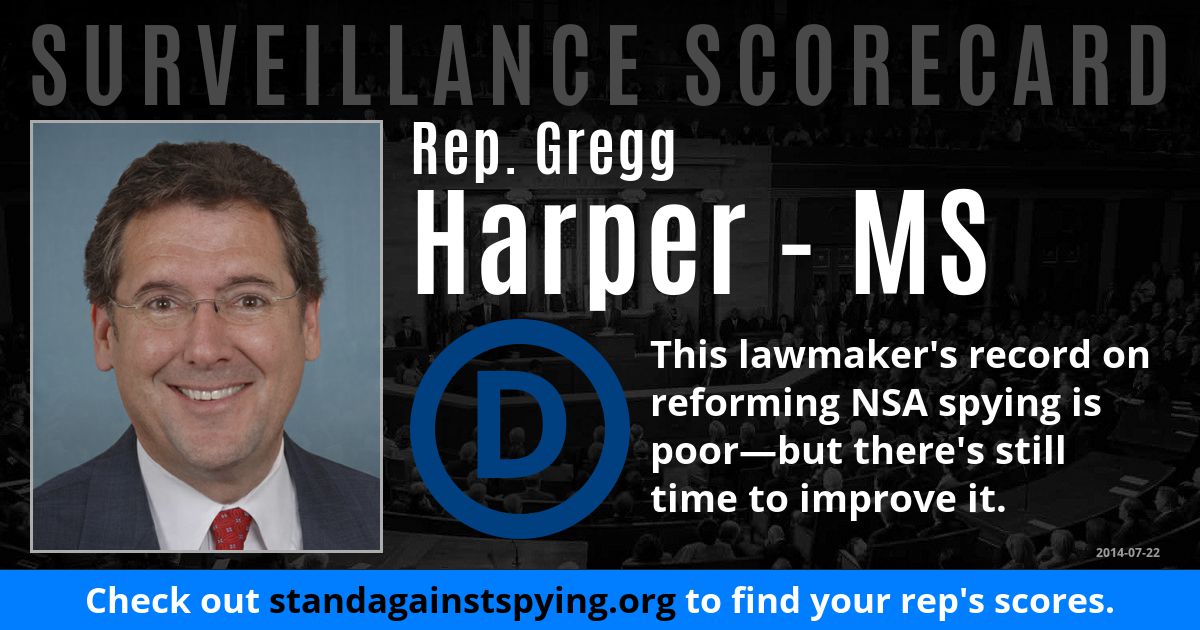 SURVEILLANCE SCORECARD
Rep. Gregg
Harper - MS
D
This lawmaker's record on
reforming NSA spying is
poor—but there's still
time to improve it.
2014-07-22
Check out standagainstspying.org to find your rep's scores.